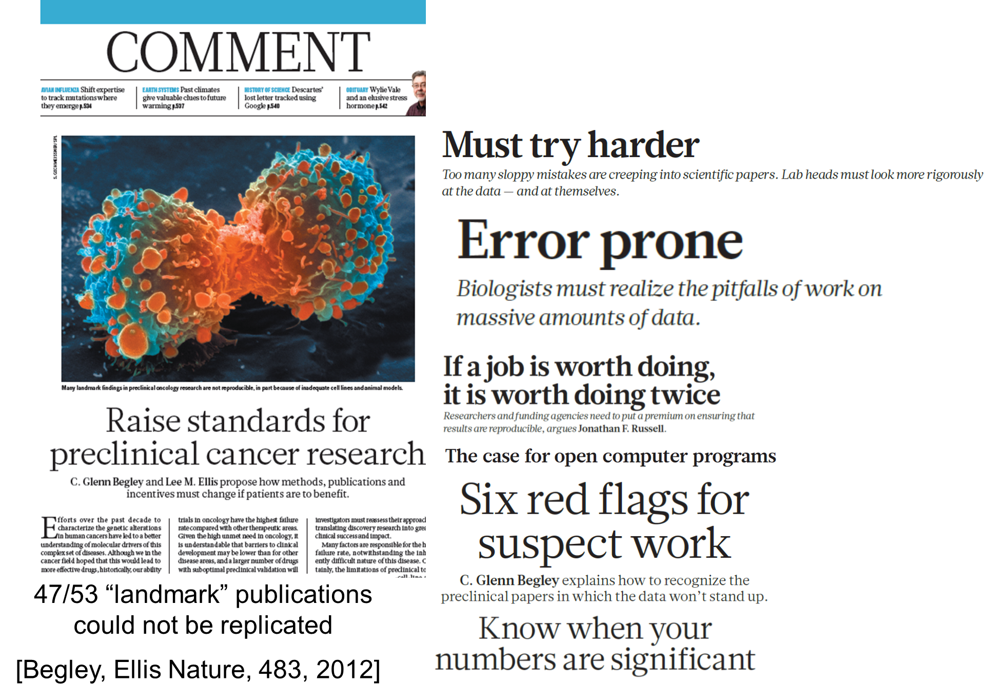 COMMENT
AVIAN INFLUENZA Shift expertise
to track mutations where
they emerge p.534
EARTH SYSTEMS Past climates
give valuable clues to future
warming p.537
HISTORY OF SCIENCE Descartes’
lost letter tracked using
Google p.540
OBITUARY Wylie Vale
and an elusive stress
hormone p.542
S. GSCHMEISSNER/SPL
Many landmark findings in preclinical oncology research are not reproducible, in part because of inadequate cell lines and animal models.
Raise standards for
preclinical cancer research
C. Glenn Begley and Lee M. Ellis propose how methods, publications and
incentives must change if patients are to benefit.
Efforts over the past decade to
characterize the genetic alterations
in human cancers have led to a better
understanding of molecular drivers of this
complex set of diseases. Although we in the
cancer field hoped that this would lead to
more effective drugs, historically, our ability
trials in oncology have the highest failure
rate compared with other therapeutic areas.
Given the high unmet need in oncology, it
is understandable that barriers to clinical
development may be lower than for other
disease areas, and a larger number of drugs
with suboptimal preclinical validation will
investigators must reassess their approac
translating discovery research into grea
clinical success and impact.
Many factors are responsible for the h
failure rate, notwithstanding the inh
ently difficult nature of this disease. C
tainly, the limitations of preclinical to
47/53 “landmark” publications
could not be replicated
[Begley, Ellis Nature, 483, 2012]
Must try harder
Too many sloppy mistakes are creeping into scientific papers. Lab heads must look more rigorously
at the data — and at themselves.
Error prone
Biologists must realize the pitfalls of work on
massive amounts of data.
If a job is worth doing,
it is worth doing twice
Researchers and funding agencies need to put a premium on ensuring that
results are reproducible, argues Jonathan F. Russell.
The case for open computer programs
Six red flags for
suspect work
C. Glenn Begley explains how to recognize the
preclinical papers in which the data won’t stand up.
Know when your
numbers are significant